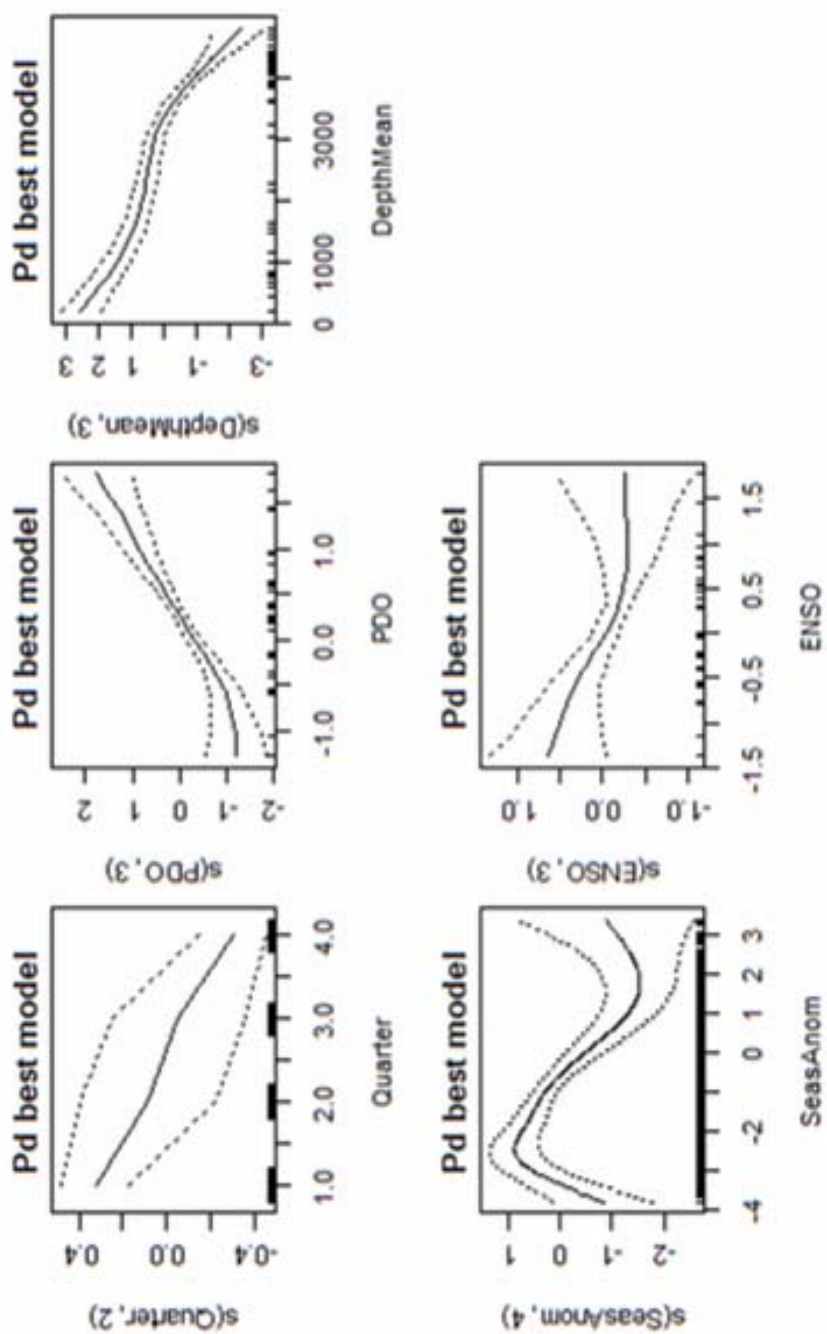 Pd best model
s(Quarter, 2)
0.4
0.0
-0.4
1.0 2.0 3.0 4.0
Quarter
Pd best model
s(PDO, 3)
2
1
0
-1
-2
-1.0 0.0 1.0
PDO
Pd best model
s(DepthMean, 3)
3
2
1
-1
-3
0 1000 3000
DepthMean
Pd best model
s(SeasAnom, 4)
1
0
-1
-2
-4 -2 0 1 2 3
SeasAnom
Pd best model
s(ENSO, 3)
1.0
0.0
-1.0
-1.5 -0.5 0.5 1.5
ENSO